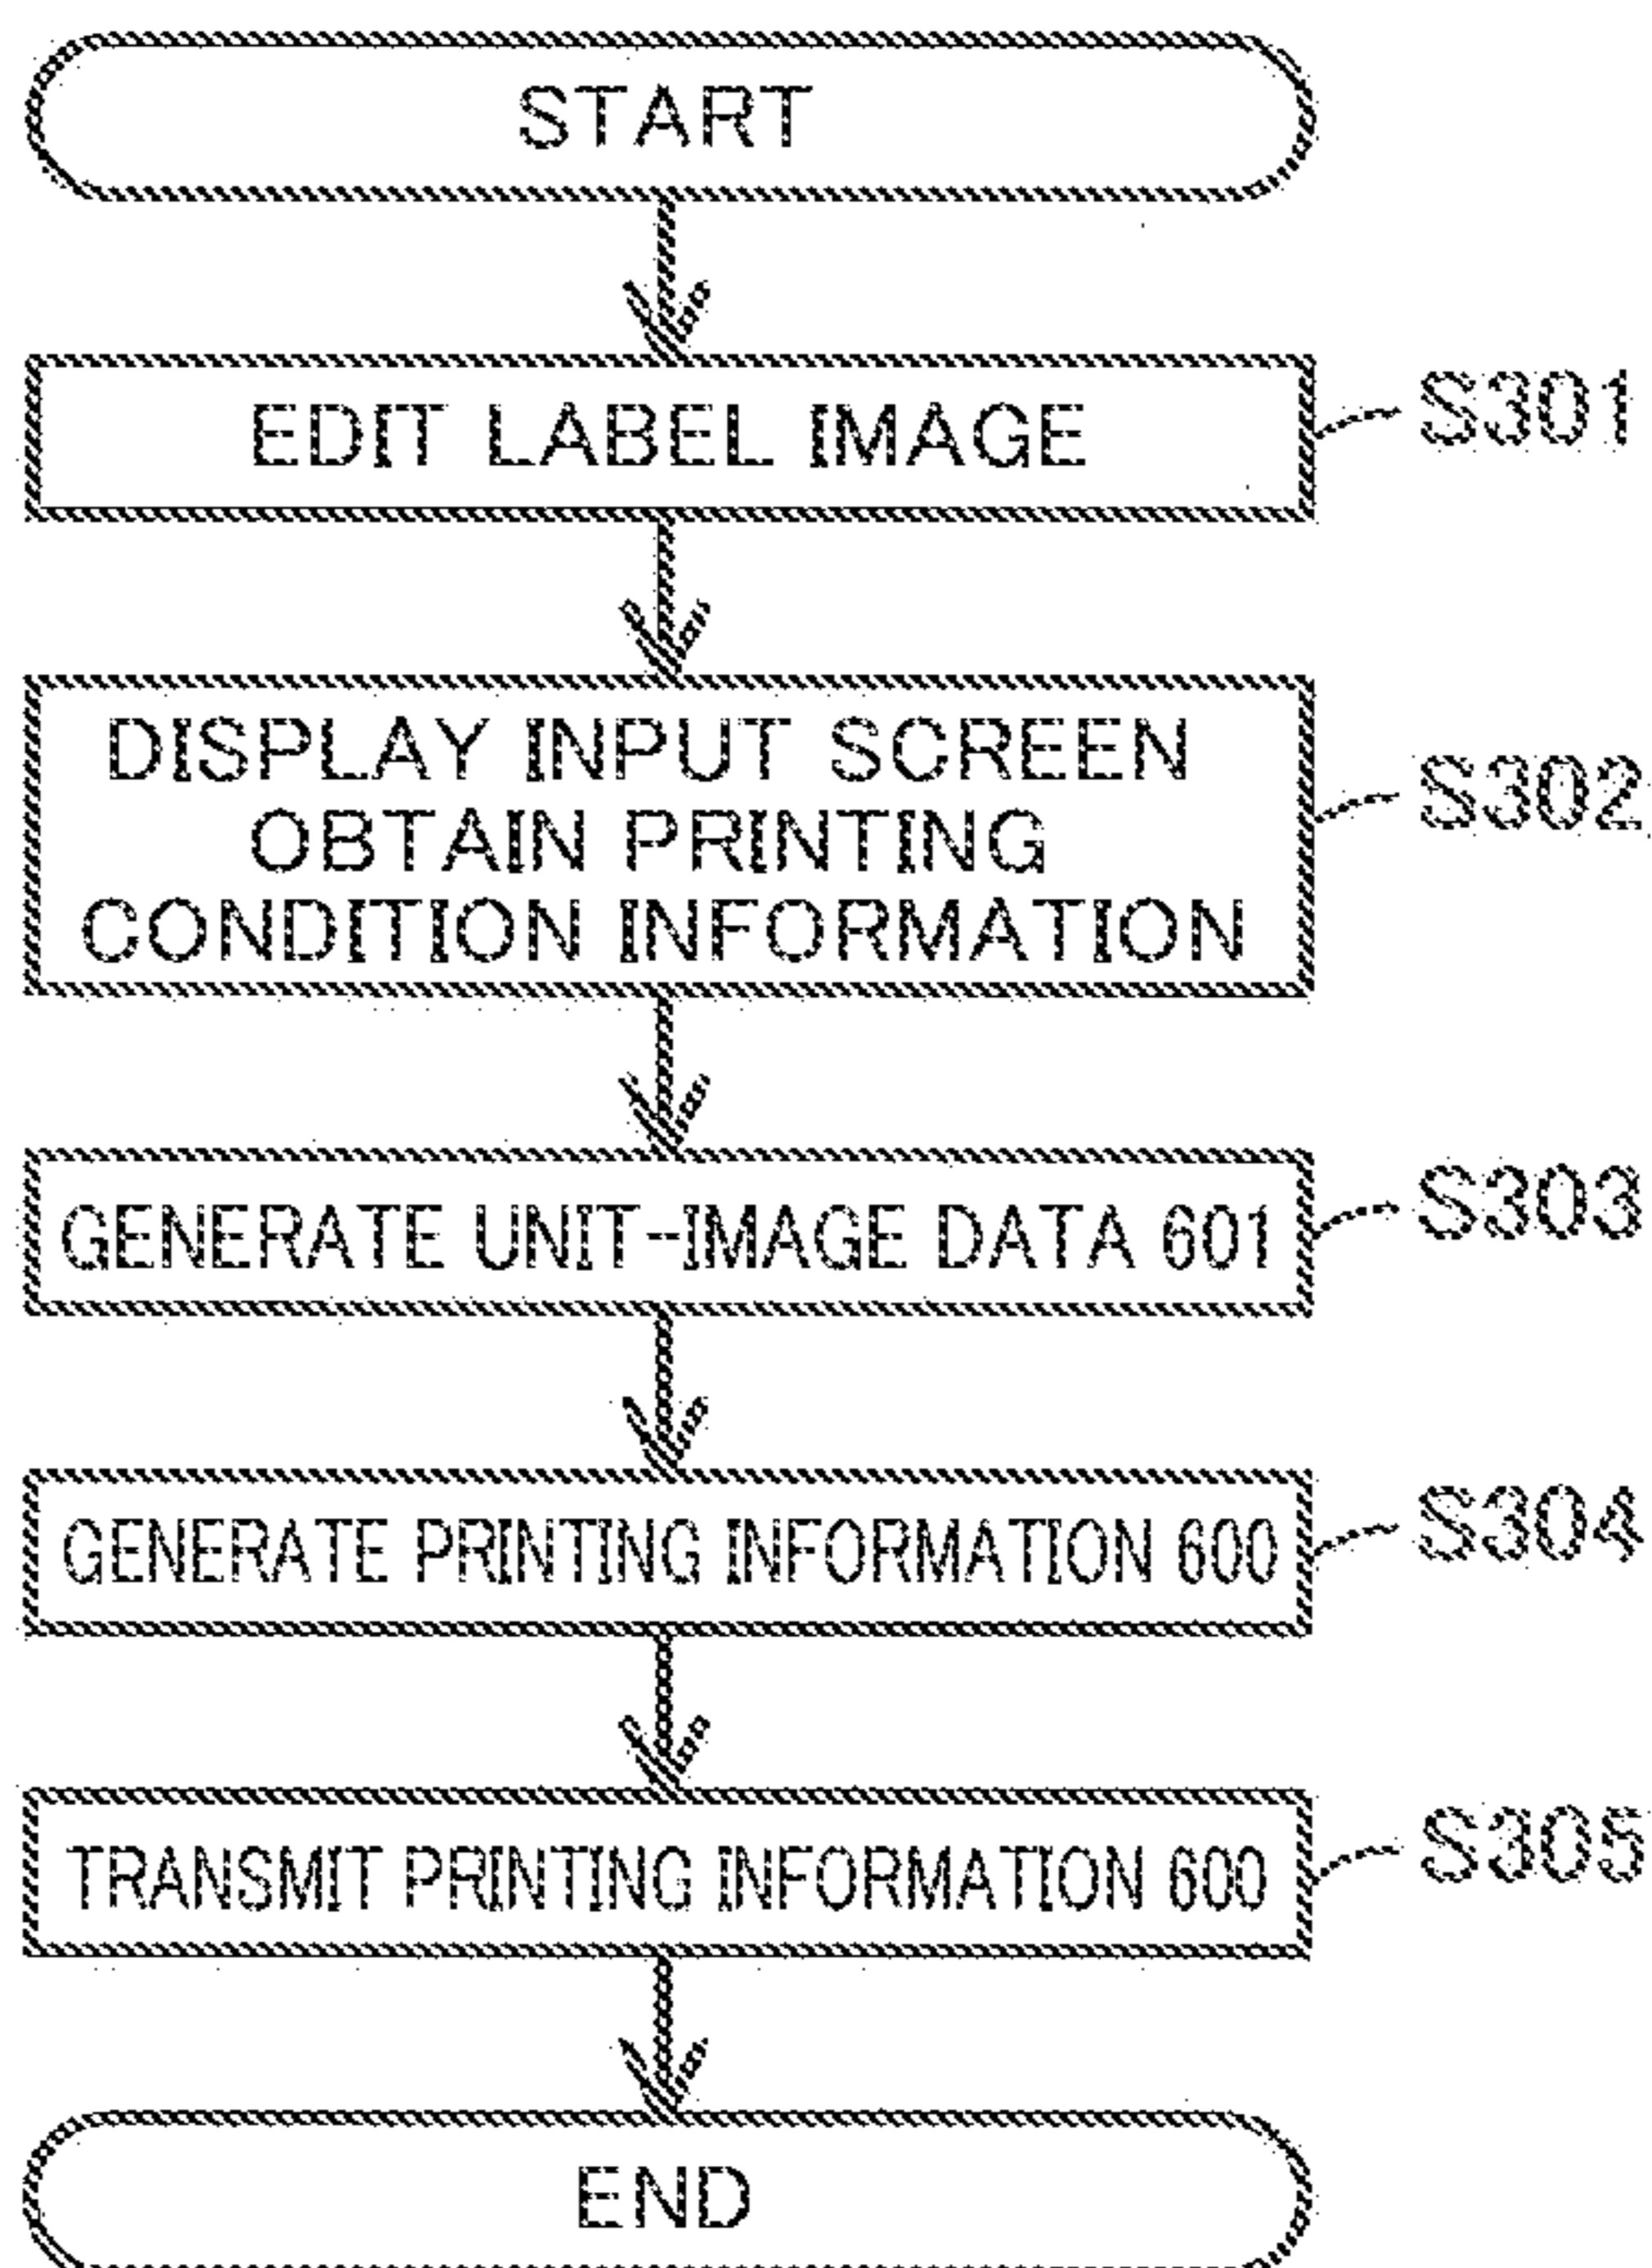 START
EDIT LABEL IMAGE
S301
DISPLAY INPUT SCREEN
OBTAIN PRINTING
CONDITION INFORMATION
S302
GENERATE UNIT-IMAGE DATA 601
S303
GENERATE PRINTING INFORMATION 600
S304
TRANSMIT PRINTING INFORMATION 600
S305
END